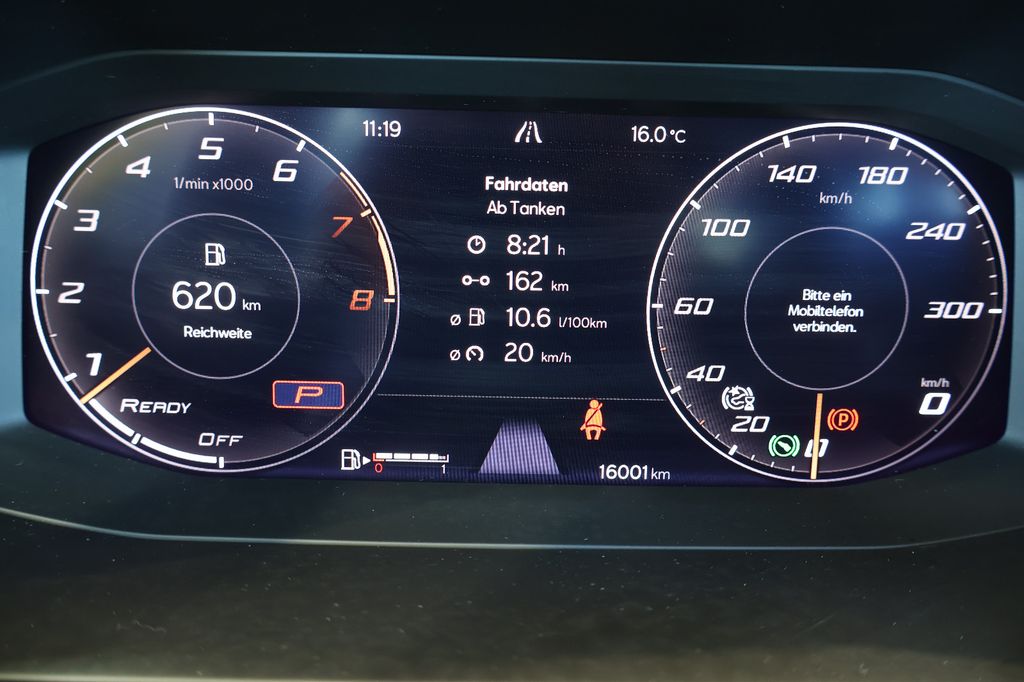 11:19
16.0 °C
1/min x1000
1
2
3
4
5
6
7
8
620 km
Reichweite
READY
OFF
P
Fahrdaten
Ab Tanken
8:21 h
162 km
Ø 10.6 l/100km
Ø 20 km/h
0 1
16001 km
km/h
0
20
40
60
100
140
180
240
300
Bitte ein
Mobiltelefon
verbinden.
km/h
0
P